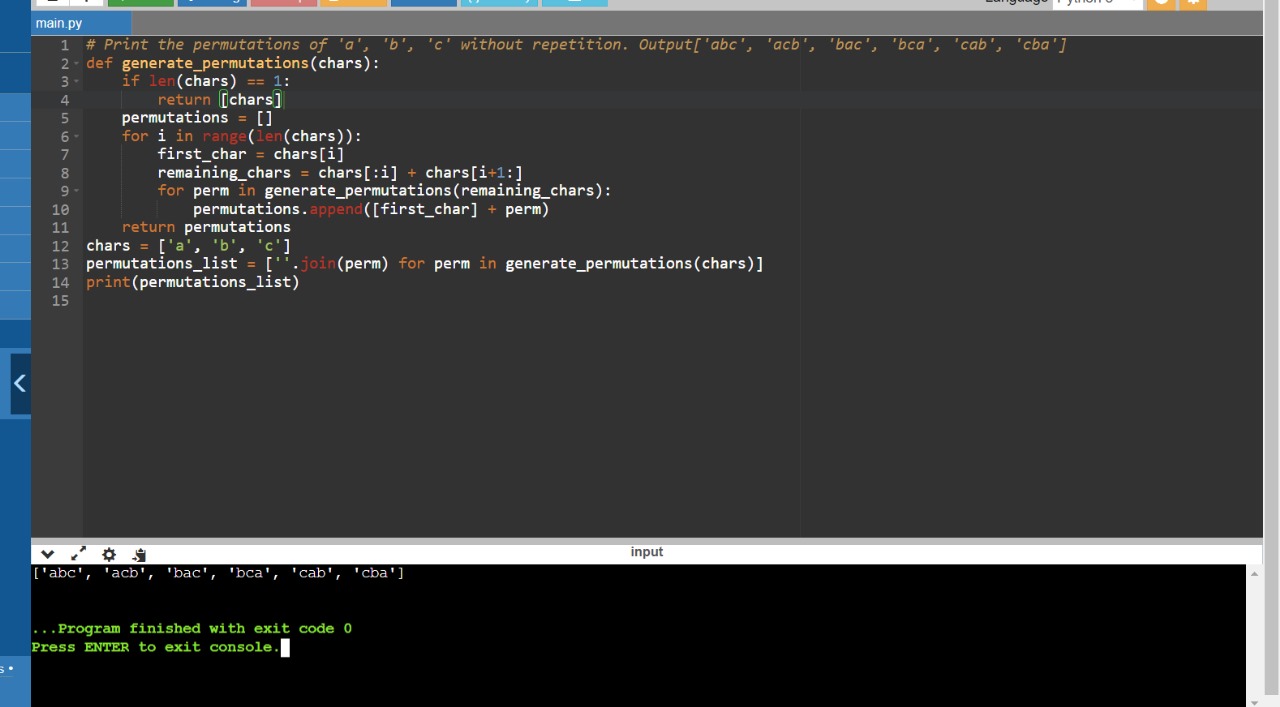 main.py
1 # Print the permutations of 'a', 'b', 'c' without repetition. Output['abc', 'acb', 'bac', 'bca', 'cab', 'cba']
2 def generate_permutations(chars):
3     if len(chars) == 1:
4         return [chars]
5     permutations = []
6     for i in range(len(chars)):
7         first_char = chars[i]
8         remaining_chars = chars[:i] + chars[i+1:]
9         for perm in generate_permutations(remaining_chars):
10             permutations.append([first_char] + perm)
11     return permutations
12 chars = ['a', 'b', 'c']
13 permutations_list = [''.join(perm) for perm in generate_permutations(chars)]
14 print(permutations_list)
15
input
['abc', 'acb', 'bac', 'bca', 'cab', 'cba']
...Program finished with exit code 0
Press ENTER to exit console.
s •